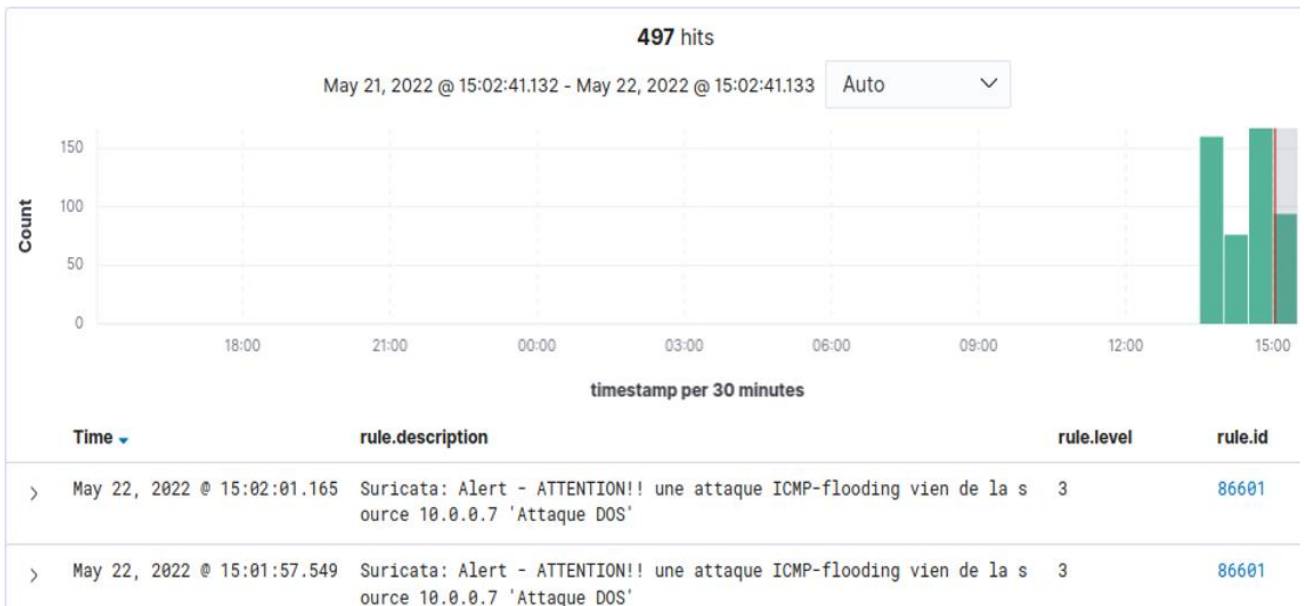 497 hits
May 21, 2022 @ 15:02:41.132 - May 22, 2022 @ 15:02:41.133 Auto
150
100
50
0
Count
18:00 21:00 00:00 03:00 06:00 09:00 12:00 15:00
timestamp per 30 minutes
Time rule.description rule.level rule.id
May 22, 2022 @ 15:02:01.165 Suricata: Alert - ATTENTION!! une attaque ICMP-flooding vien de la s 3 86601
ource 10.0.0.7 'Attaque DOS'
May 22, 2022 @ 15:01:57.549 Suricata: Alert - ATTENTION!! une attaque ICMP-flooding vien de la s 3 86601
ource 10.0.0.7 'Attaque DOS'